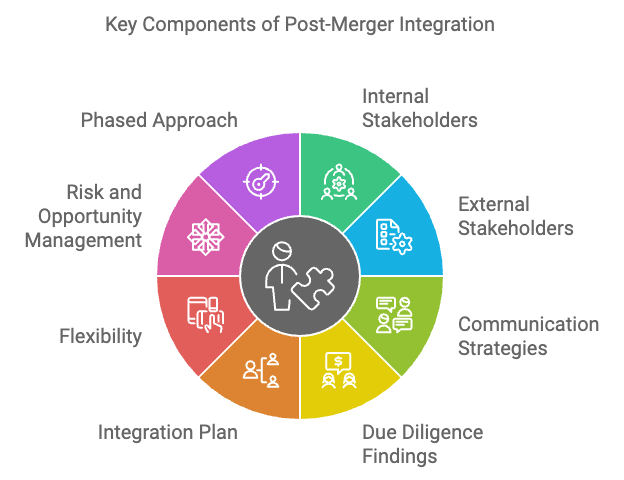 Key Components of Post-Merger Integration
Internal
Stakeholders
Phased Approach
External
Stakeholders
Risk and
Opportunity
Management
Communication
Strategies
Flexibility
$
Due Diligence
Findings
Integration Plan